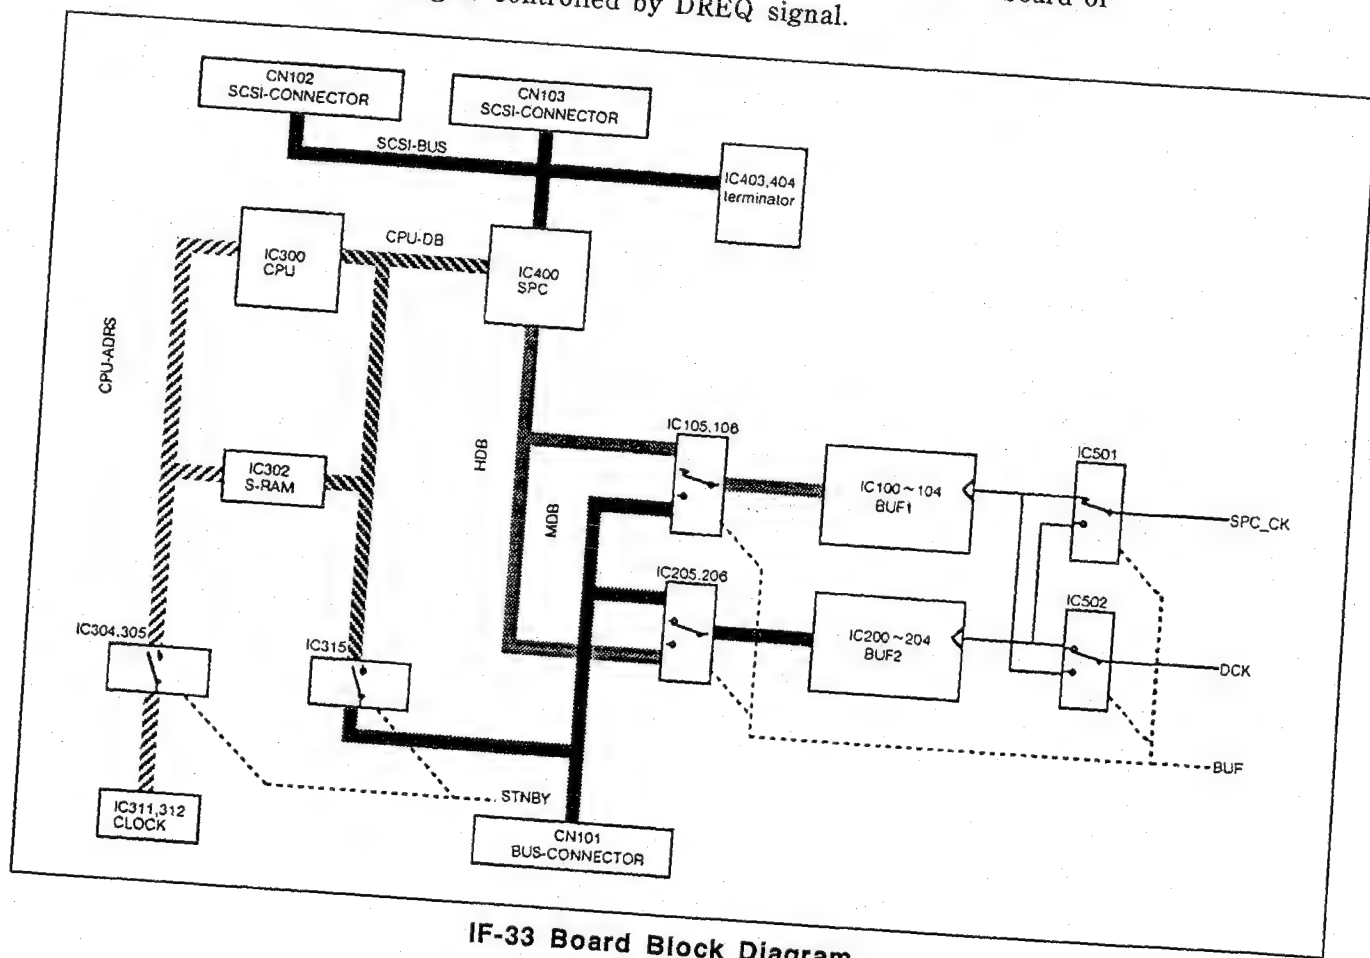 controlled by DREQ signal.
CN102
SCSI-CONNECTOR
CN103
SCSI-CONNECTOR
SCSI-BUS
IC403,404
terminator
IC300
CPU
CPU-DB
IC400
SPC
CPU-ADRS
IC302
S-RAM
HDB
MDB
IC105,106
IC100~104
BUF1
IC501
SPC_CK
IC205,206
IC200~204
BUF2
IC502
DCK
IC304,305
IC315
BUF
STNBY
IC311,312
CLOCK
CN101
BUS-CONNECTOR
IF-33 Board Block Diagram